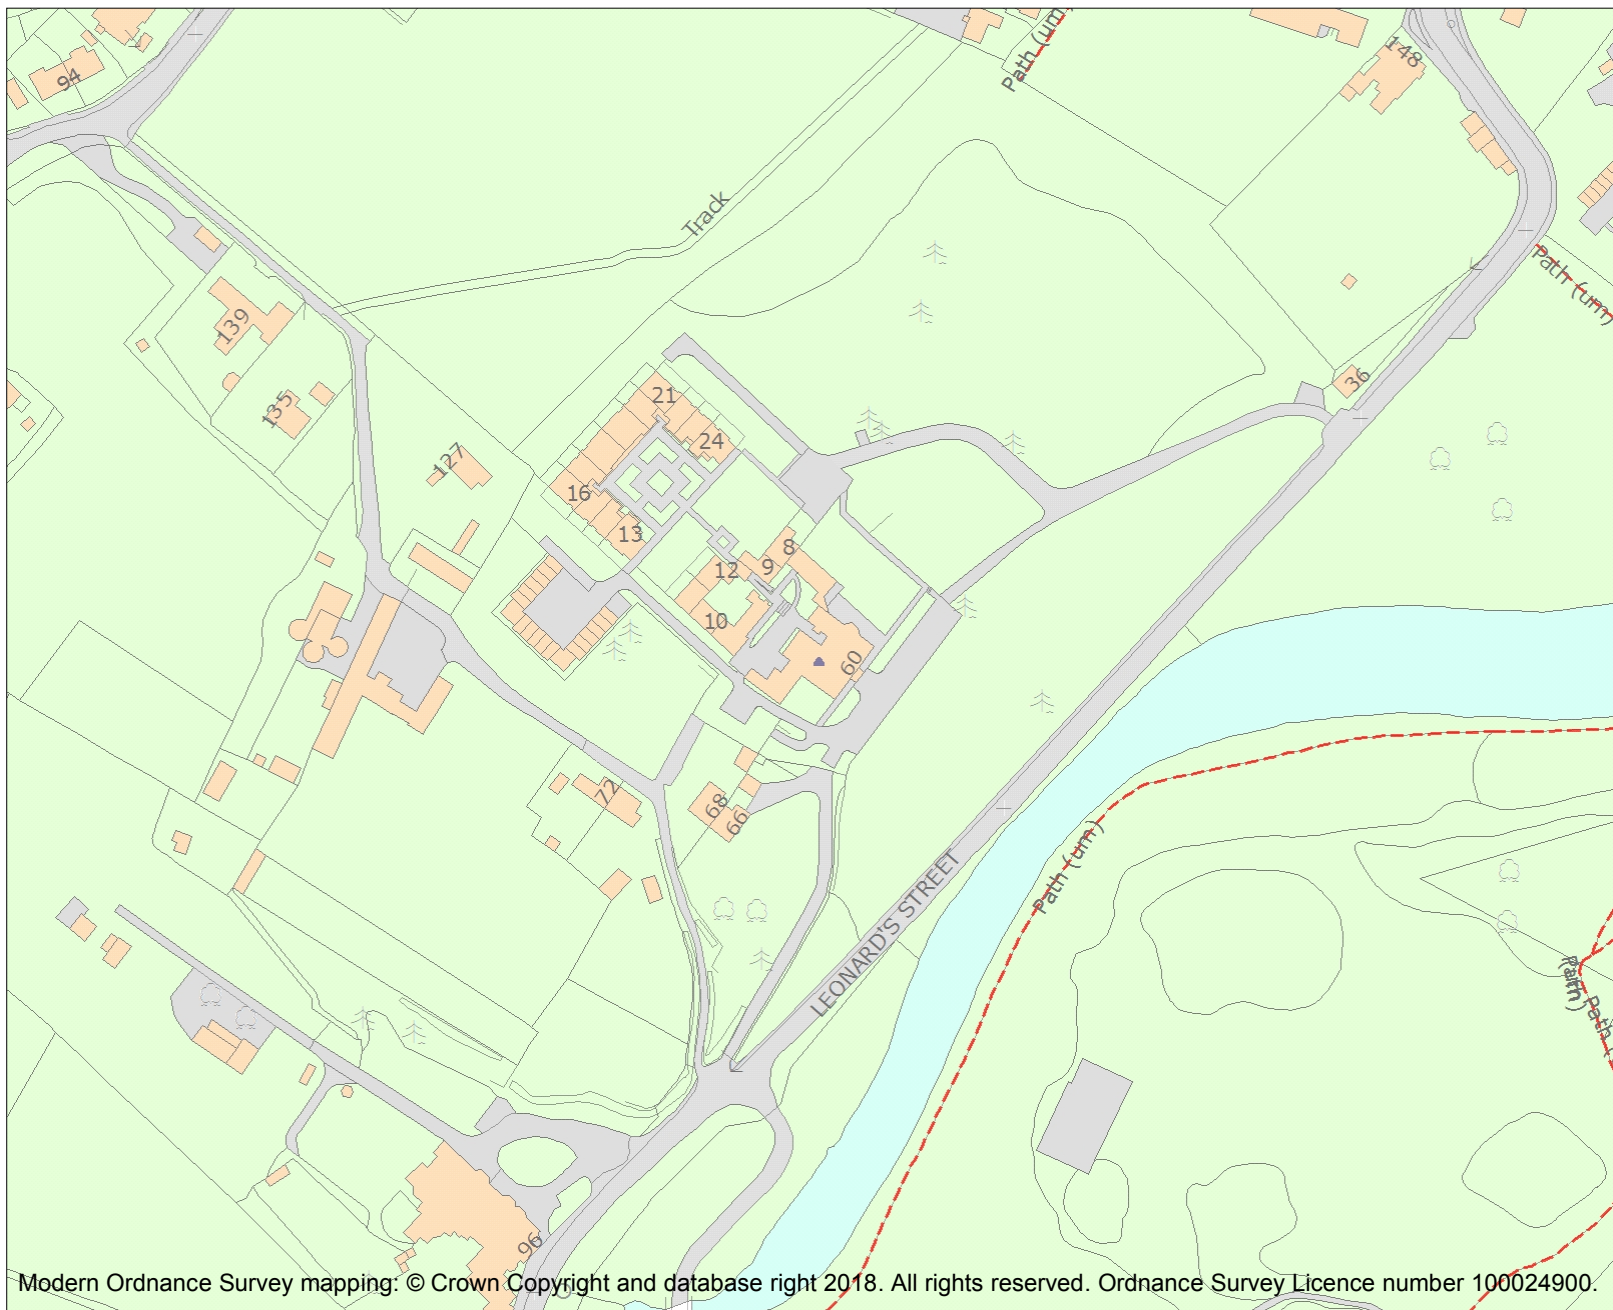 94
Path (um)
148
Track
Path (um)
139
36
21
135
24
127
16
13
8
9
12
10
60
72
68
66
Path (um)
LEONARD'S STREET
Path
96
Modern Ordnance Survey mapping: © Crown Copyright and database right 2018. All rights reserved. Ordnance Survey Licence number 100024900.